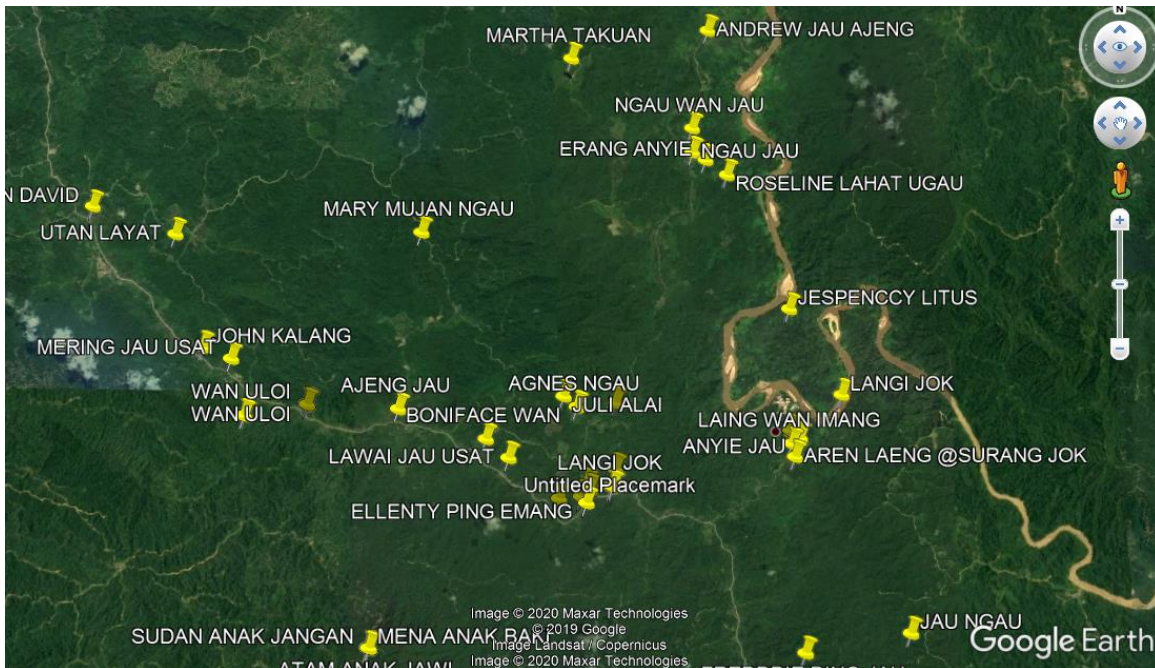 N
MARTHA TAKUAN
ANDREW JAU AJENG
NGAU WAN JAU
ERANG ANYIE
NGAU JAU
ROSELINE LAHAT UGAU
N DAVID
UTAN LAYAT
MARY MUJAN NGAU
JESPENCCY LITUS
MERING JAU USAT
JOHN KALANG
WAN ULOI
WAN ULOI
AJENG JAU
AGNES NGAU
JULI ALAI
BONIFACE WAN
LANGI JOK
LAING WAN IMANG
ANYIE JAU
AREN LAENG @SURANG JOK
LAWAI JAU USAT
LANGI JOK
Untitled Placemark
ELLENTY PING EMANG
SUDAN ANAK JANGAN
MENA ANAK
JAU NGAU
Image © 2020 Maxar Technologies
© 2019 Google
Image Landsat / Copernicus
Image © 2020 Maxar Technologies
Google Earth